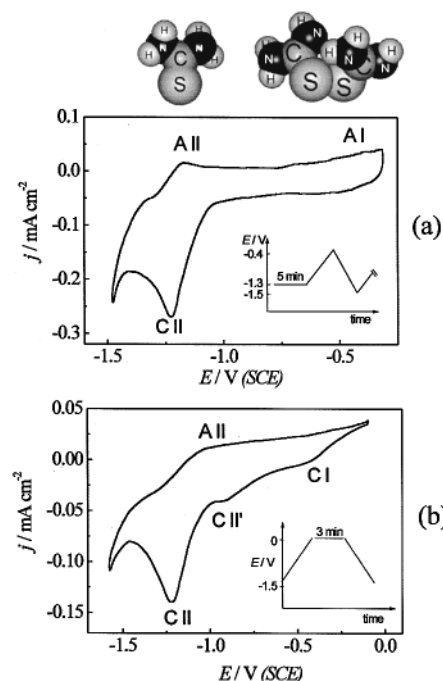 H H H N N C S
H N H H N H N C C N H H S S
0.1
A II
A I
0.0
-0.1
j / mA cm⁻²
(a)
E / V
-0.4
5 min
-1.3
-1.5
time
-0.2
C II
-0.3
-1.5 -1.0 -0.5
E / V (SCE)
0.05
A II
0.00
C I
j / mA cm⁻²
-0.05
C II'
(b)
3 min
0
E / V
-1.5
time
-0.10
C II
-0.15
-1.5 -1.0 -0.5 0.0
E / V (SCE)